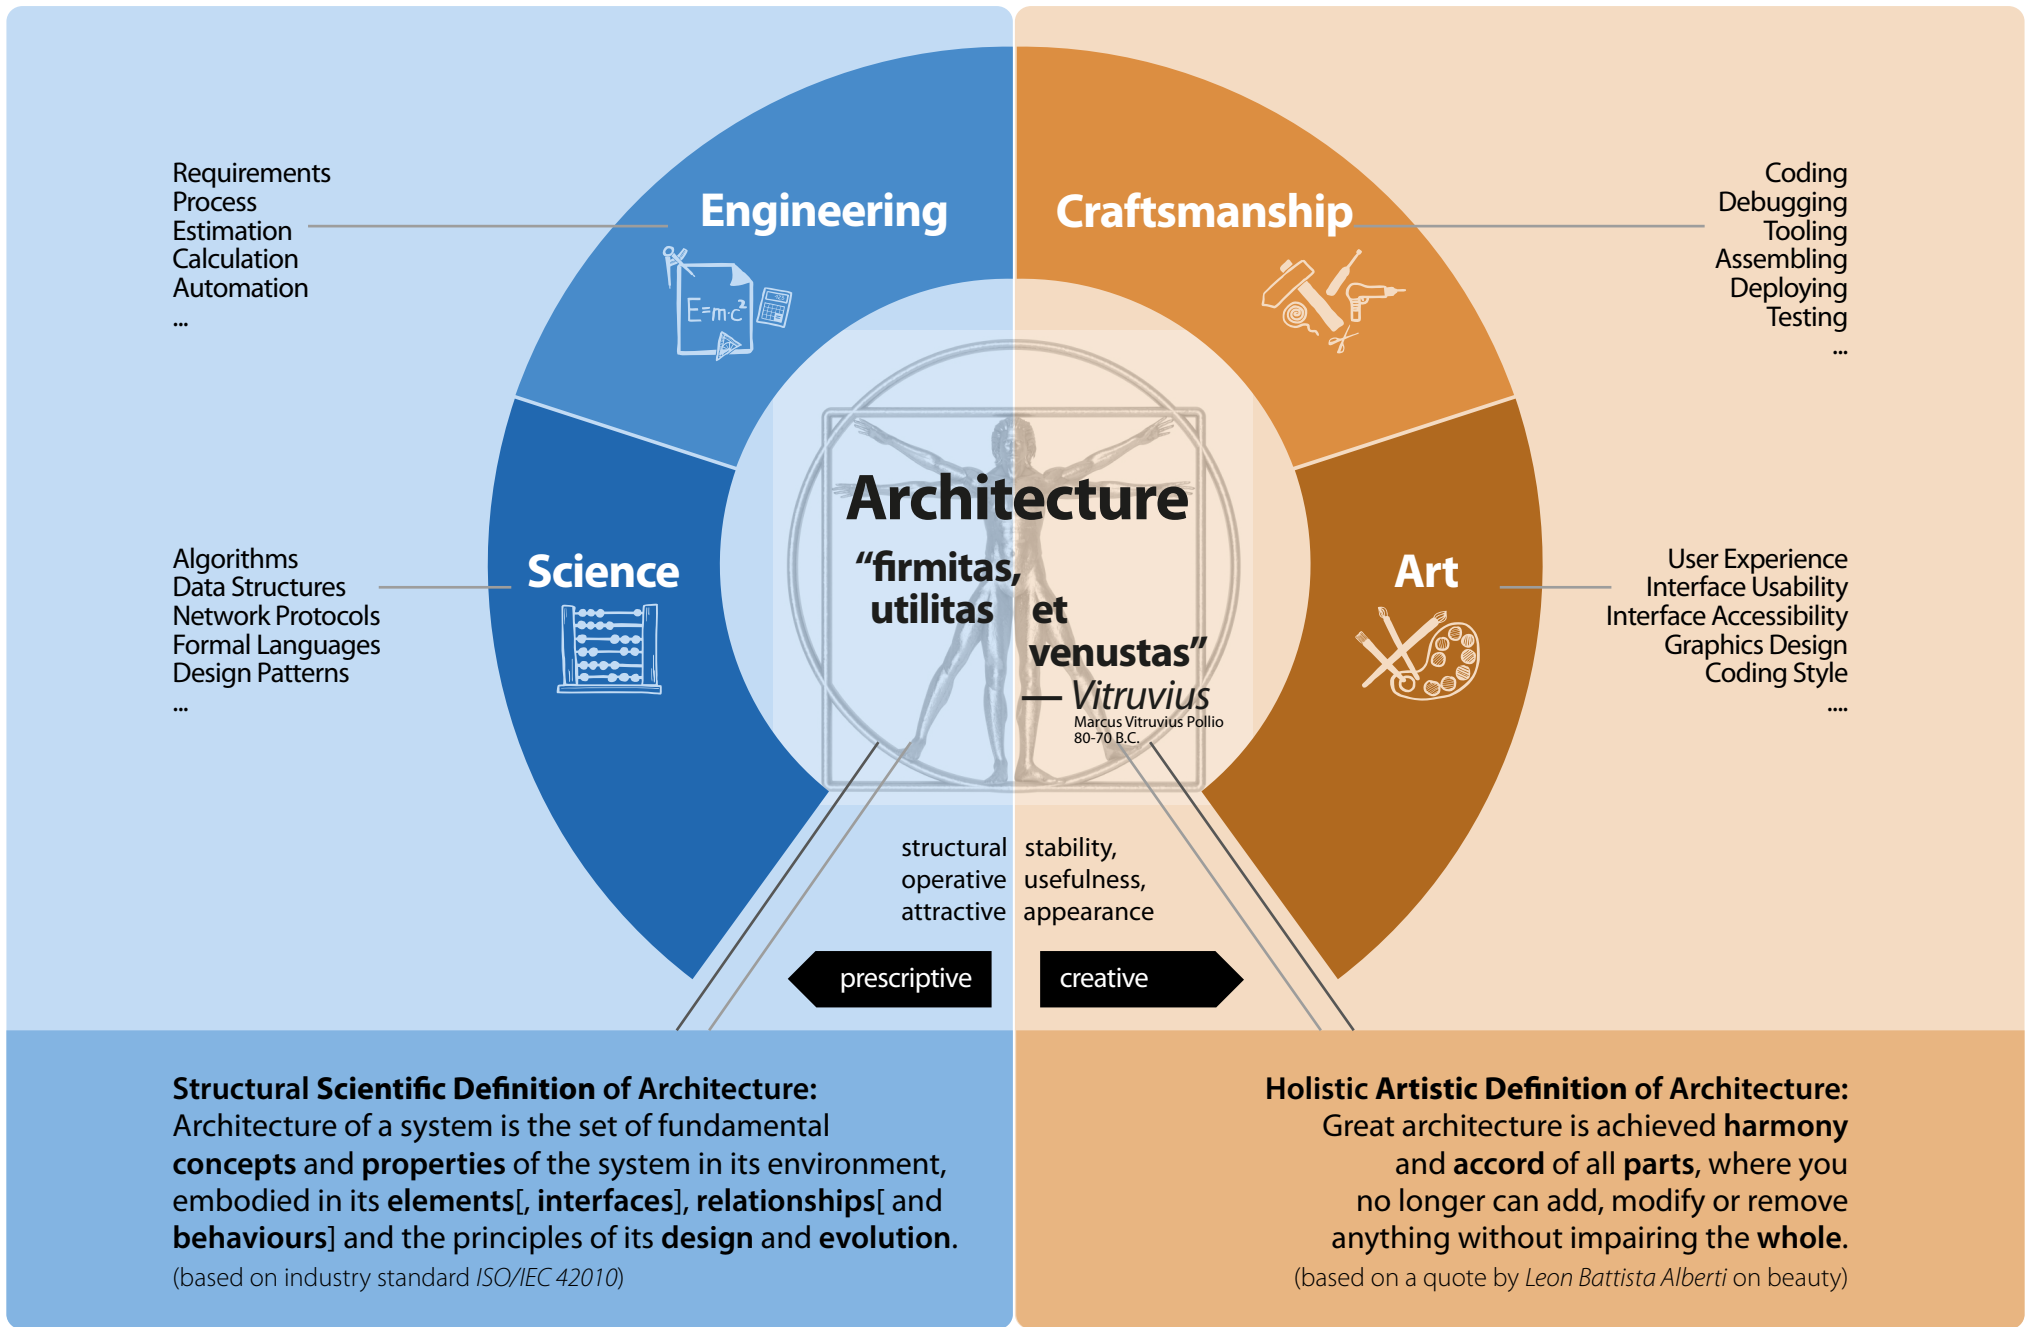 Requirements
Process
Estimation
Calculation
Automation
...
Engineering
E=m·c²
Craftsmanship
Coding
Debugging
Tooling
Assembling
Deploying
Testing
...
Algorithms
Data Structures
Network Protocols
Formal Languages
Design Patterns
...
Science
Architecture
“firmitas,
utilitas et
venustas”
— Vitruvius
Marcus Vitruvius Pollio
80-70 B.C.
Art
User Experience
Interface Usability
Interface Accessibility
Graphics Design
Coding Style
....
structural stability,
operative usefulness,
attractive appearance
prescriptive
creative
Structural Scientific Definition of Architecture:
Architecture of a system is the set of fundamental
concepts and properties of the system in its environment,
embodied in its elements[, interfaces], relationships[ and
behaviours] and the principles of its design and evolution.
(based on industry standard ISO/IEC 42010)
Holistic Artistic Definition of Architecture:
Great architecture is achieved harmony
and accord of all parts, where you
no longer can add, modify or remove
anything without impairing the whole.
(based on a quote by Leon Battista Alberti on beauty)